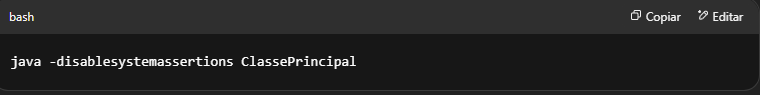 bash
Copiar
Editar
java -disablesystemassertions ClassePrincipal